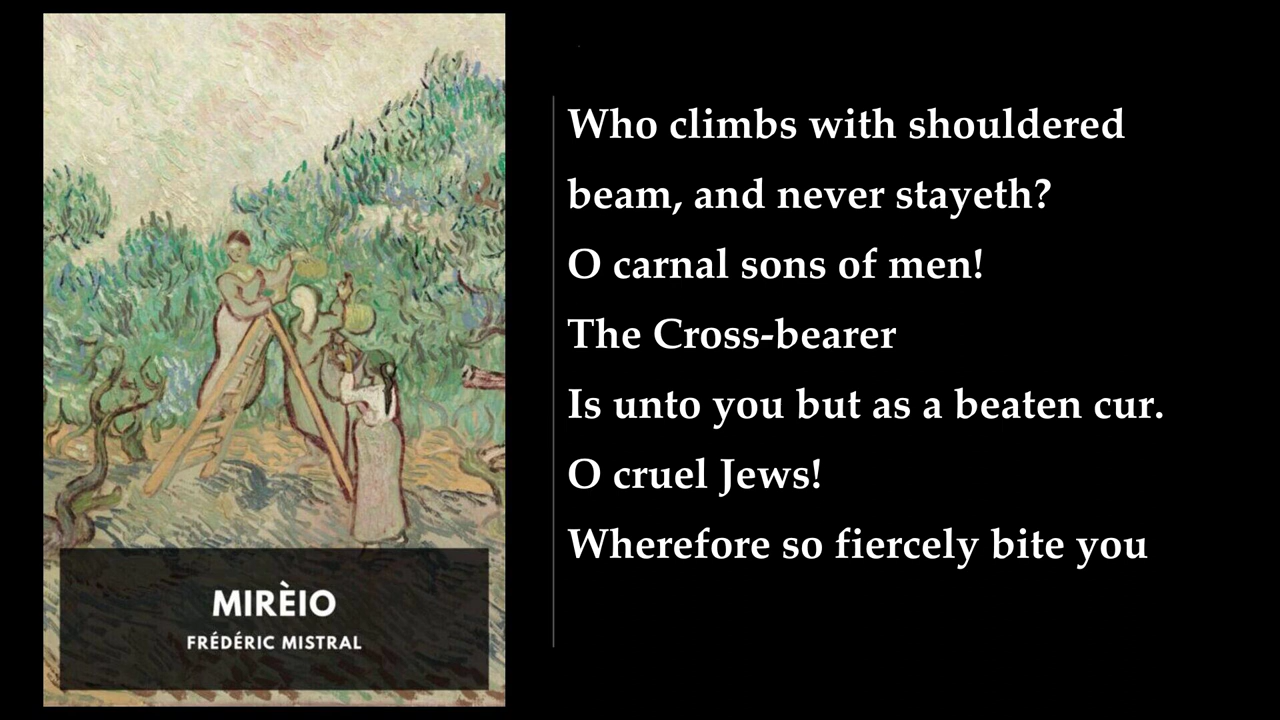 Who climbs with shouldered
beam, and never stayeth?
O carnal sons of men!
The Cross-bearer
Is unto you but as a beaten cur.
O cruel Jews!
Wherefore so fiercely bite you
MIRÈIO
FRÉDÉRIC MISTRAL